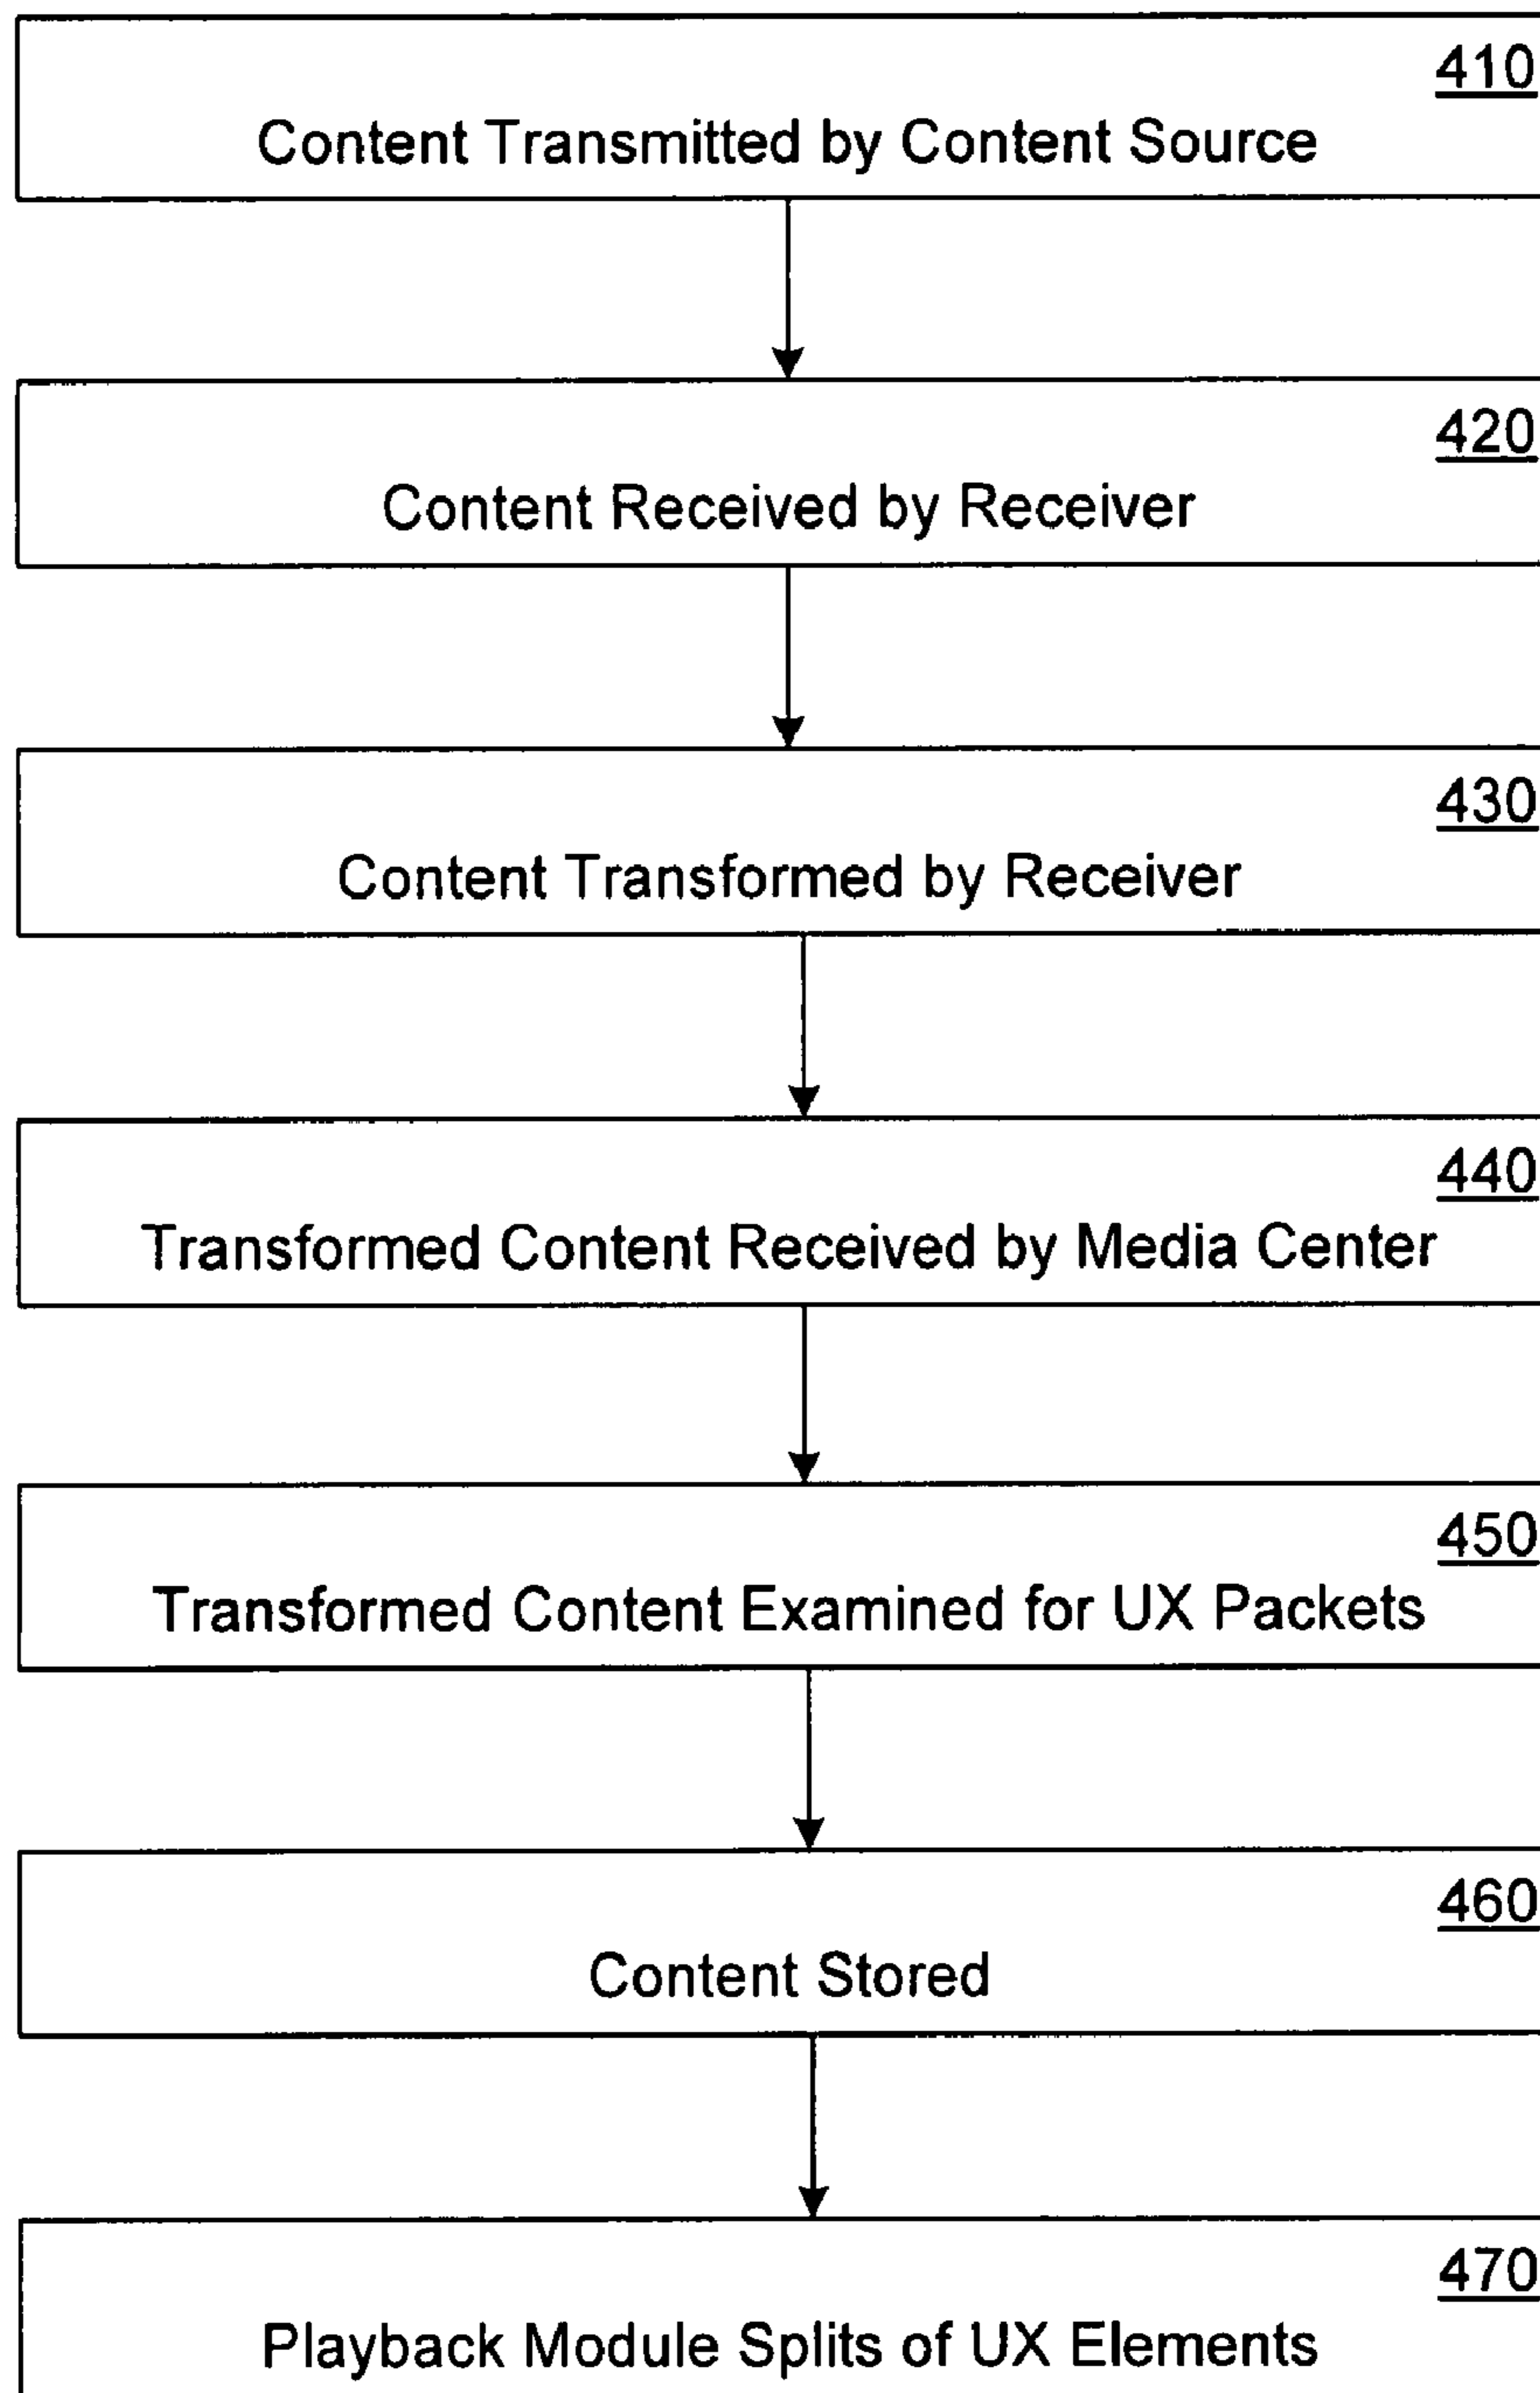 410
Content Transmitted by Content Source
420
Content Received by Receiver
430
Content Transformed by Receiver
440
Transformed Content Received by Media Center
450
Transformed Content Examined for UX Packets
460
Content Stored
470
Playback Module Splits of UX Elements